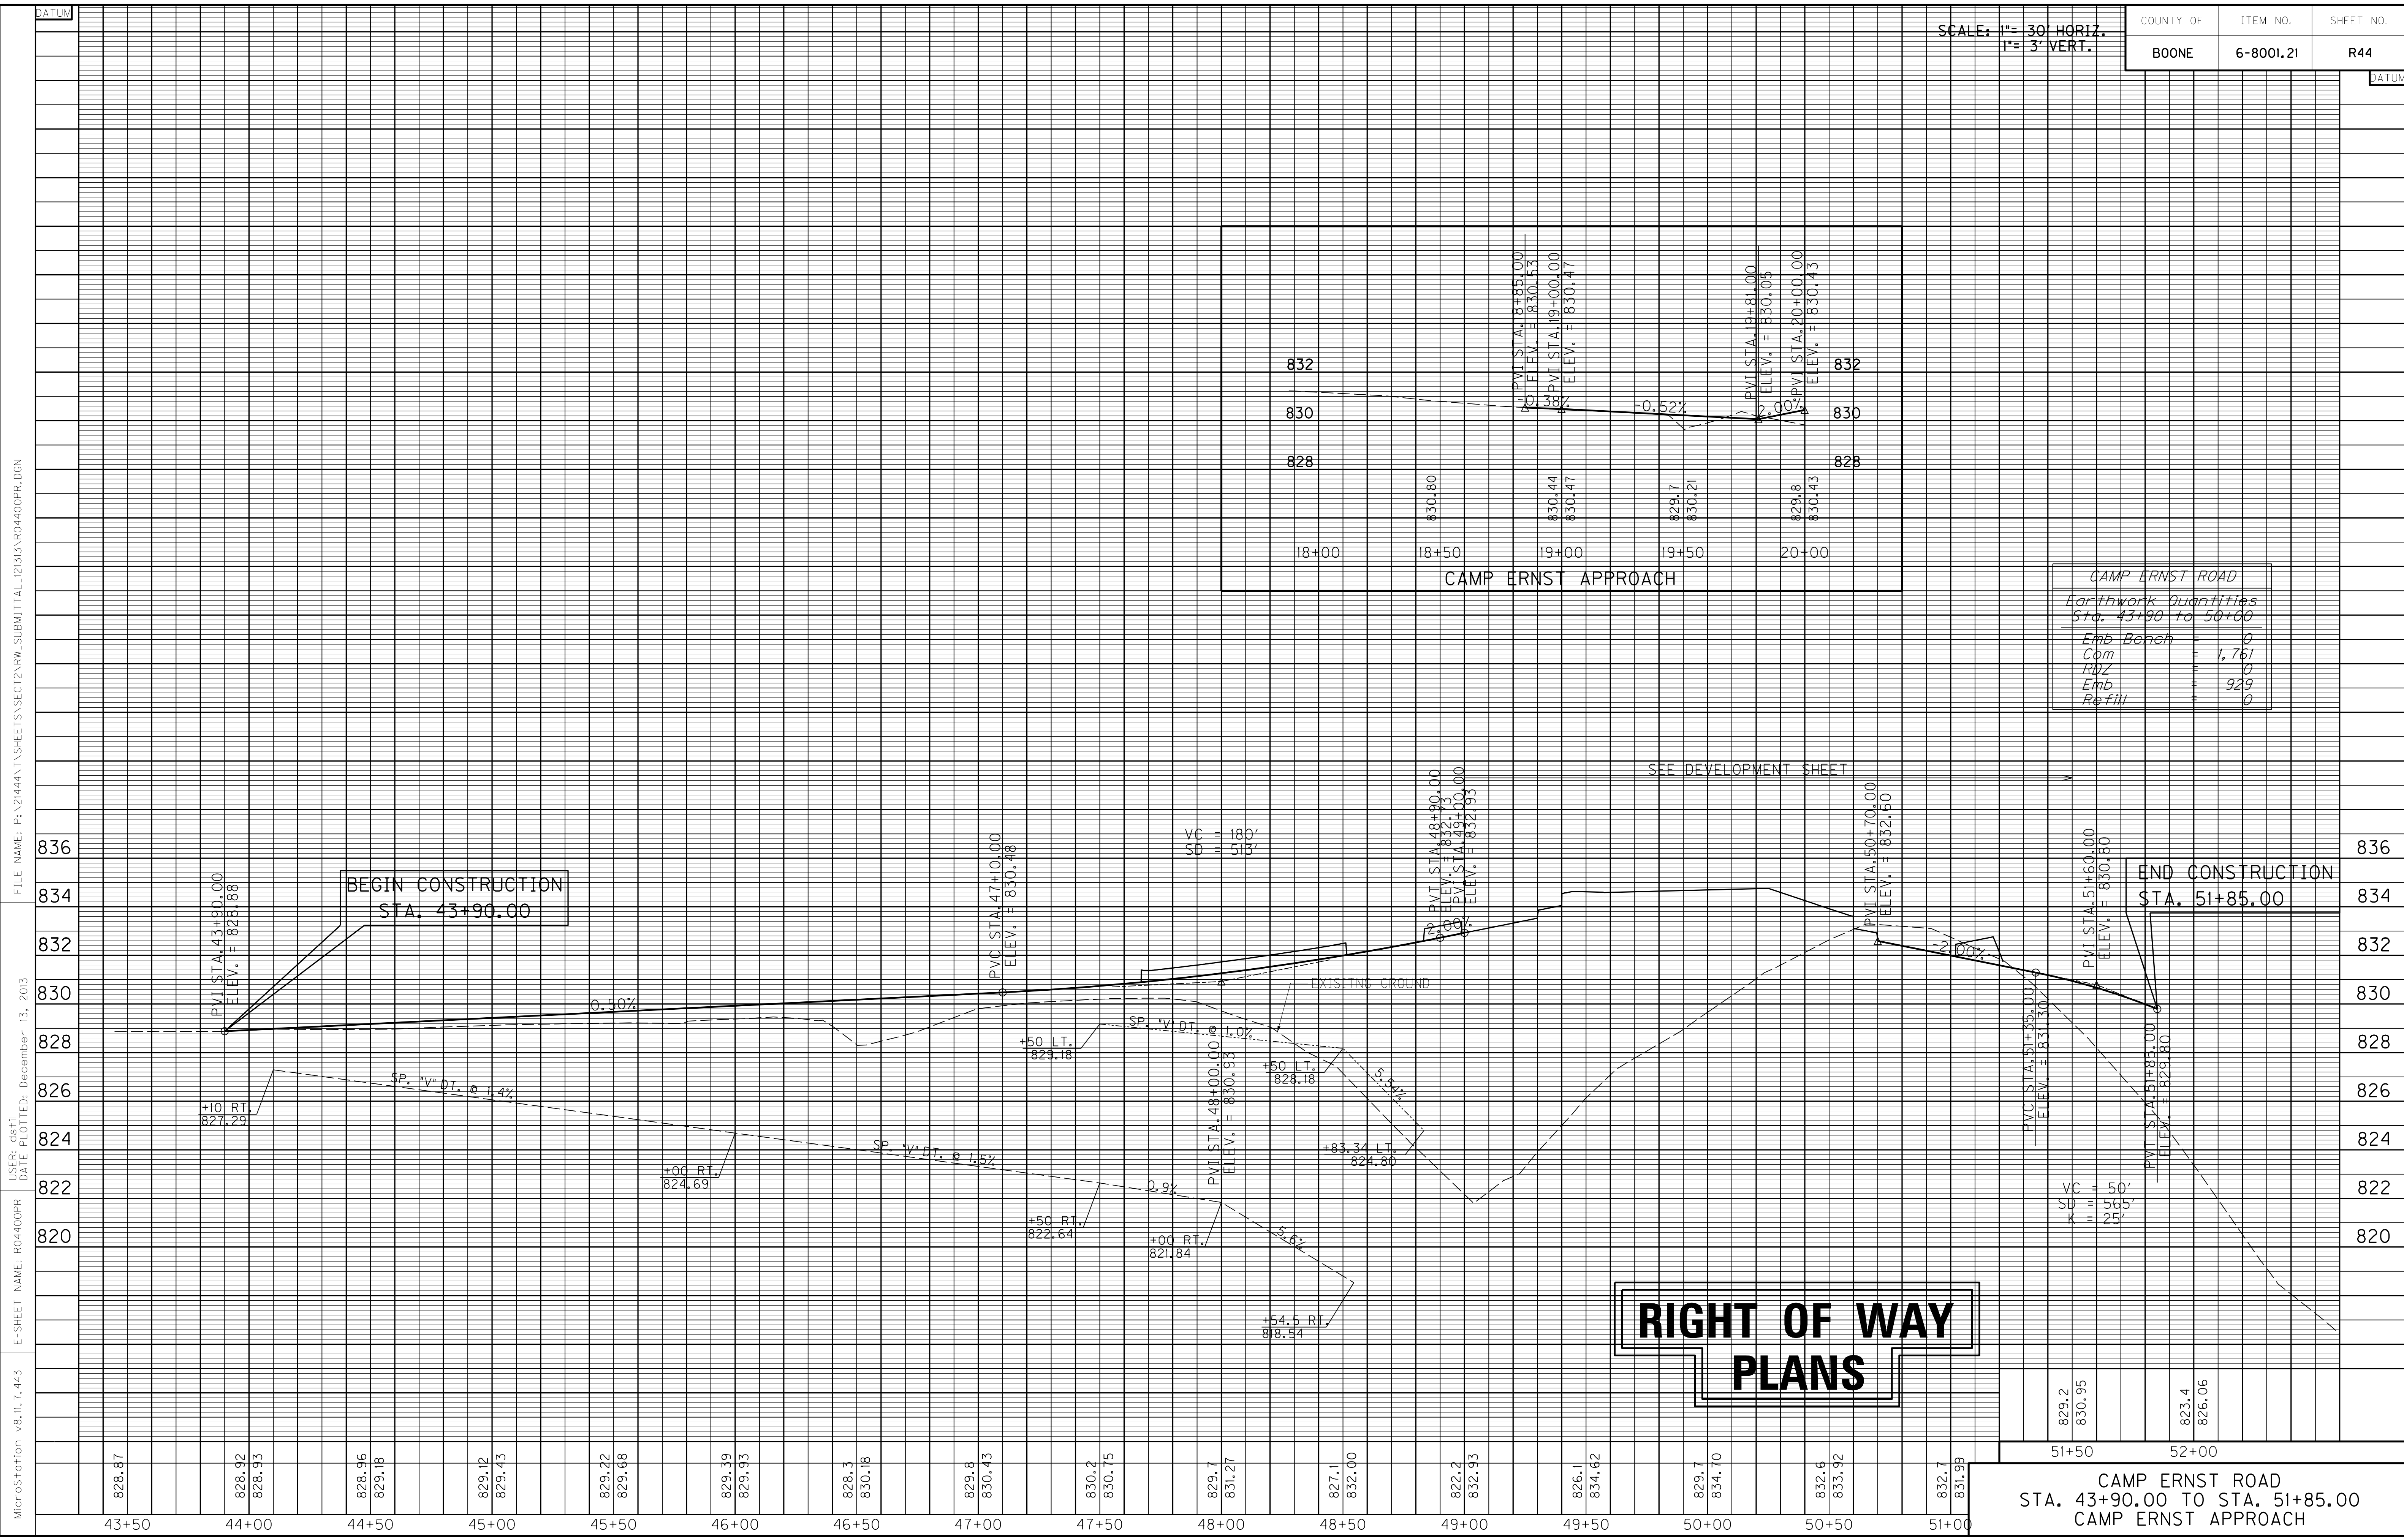 DATUM
SCALE: 1"= 30' HORIZ.
1"= 3' VERT.
COUNTY OF
ITEM NO.
SHEET NO.
BOONE
6-8001.21
R44
DATUM
PVI STA.18+85.00
ELEV. = 830.53
PVI STA.19+00.00
ELEV. = 830.47
PVI STA.19+81.00
ELEV. = 830.05
PVI STA.20+00.00
ELEV. = 830.43
832
832
-0.38%
-0.52%
2.00%
830
830
828
828
830.80
830.44
830.47
829.7
830.21
829.8
830.43
18+00
18+50
19+00
19+50
20+00
CAMP ERNST APPROACH
CAMP ERNST ROAD
Earthwork Quantities
Sta. 43+90 to 50+00
Emb Bench = 0
Com = 1,761
RDZ = 0
Emb = 929
Refill = 0
SEE DEVELOPMENT SHEET
836
834
832
830
828
826
824
822
820
836
834
832
830
828
826
824
822
820
PVI STA.43+90.00
ELEV. = 828.88
BEGIN CONSTRUCTION
STA. 43+90.00
0.50%
PVC STA.47+10.00
ELEV. = 830.48
VC = 180'
SD = 513'
PVI STA.48+90.00
ELEV. = 832.73
PVI STA.49+00.00
ELEV. = 832.93
2.00%
EXISITNG GROUND
PVI STA.50+70.00
ELEV. = 832.60
-2.00%
PVI STA.51+60.00
ELEV. = 830.80
END CONSTRUCTION
STA. 51+85.00
PVC STA.51+35.00
ELEV. = 831.30
PVT STA.51+85.00
ELEV. = 829.80
VC = 50'
SD = 565'
K = 25'
SP. "V" DT. @ 1.0%
+50 LT.
829.18
PVI STA.48+00.00
ELEV. = 830.93
+50 LT.
828.18
5.54%
+83.34 LT.
824.80
+10 RT.
827.29
SP. "V" DT. @ 1.4%
+00 RT.
824.69
SP. "V" DT. @ 1.5%
+50 RT.
822.64
0.9%
+00 RT.
821.84
5.6%
+54.5 RT.
818.54
RIGHT OF WAY
PLANS
828.87
828.92
828.93
828.96
829.18
829.12
829.43
829.22
829.68
829.39
829.93
828.3
830.18
829.8
830.43
830.2
830.75
829.7
831.27
827.1
832.00
822.2
832.93
826.1
834.62
829.7
834.70
832.6
833.92
832.7
831.99
829.2
830.95
823.4
826.06
51+50
52+00
43+50
44+00
44+50
45+00
45+50
46+00
46+50
47+00
47+50
48+00
48+50
49+00
49+50
50+00
50+50
51+00
CAMP ERNST ROAD
STA. 43+90.00 TO STA. 51+85.00
CAMP ERNST APPROACH
FILE NAME: P:\21444\T\SHEETS\SECT2\RW_SUBMITTAL_121313\R04400PR.DGN
USER: dstil
DATE PLOTTED: December 13, 2013
E-SHEET NAME: R04400PR
MicroStation v8.11.7.443